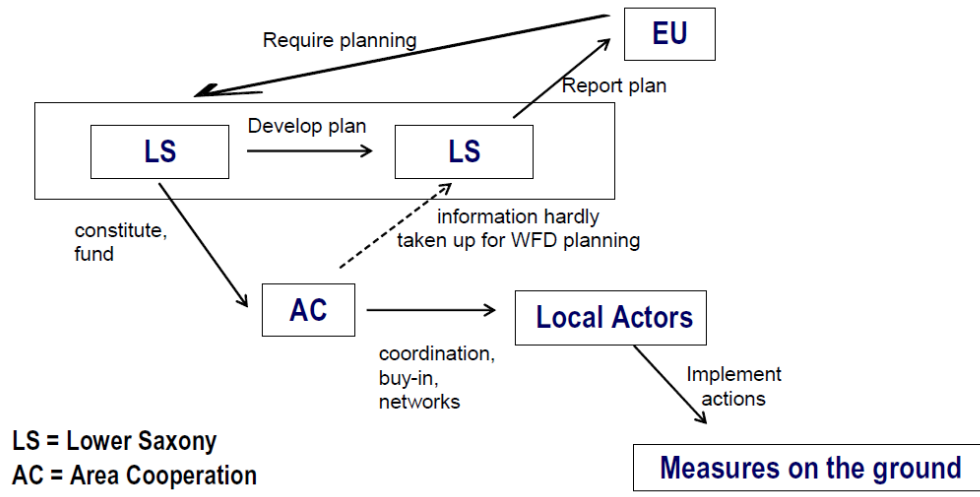 EU
Require planning
Report plan
Develop plan
LS
LS
constitute,
fund
information hardly
taken up for WFD planning
AC
Local Actors
coordination,
buy-in,
networks
Implement
actions
LS = Lower Saxony
AC = Area Cooperation
Measures on the ground